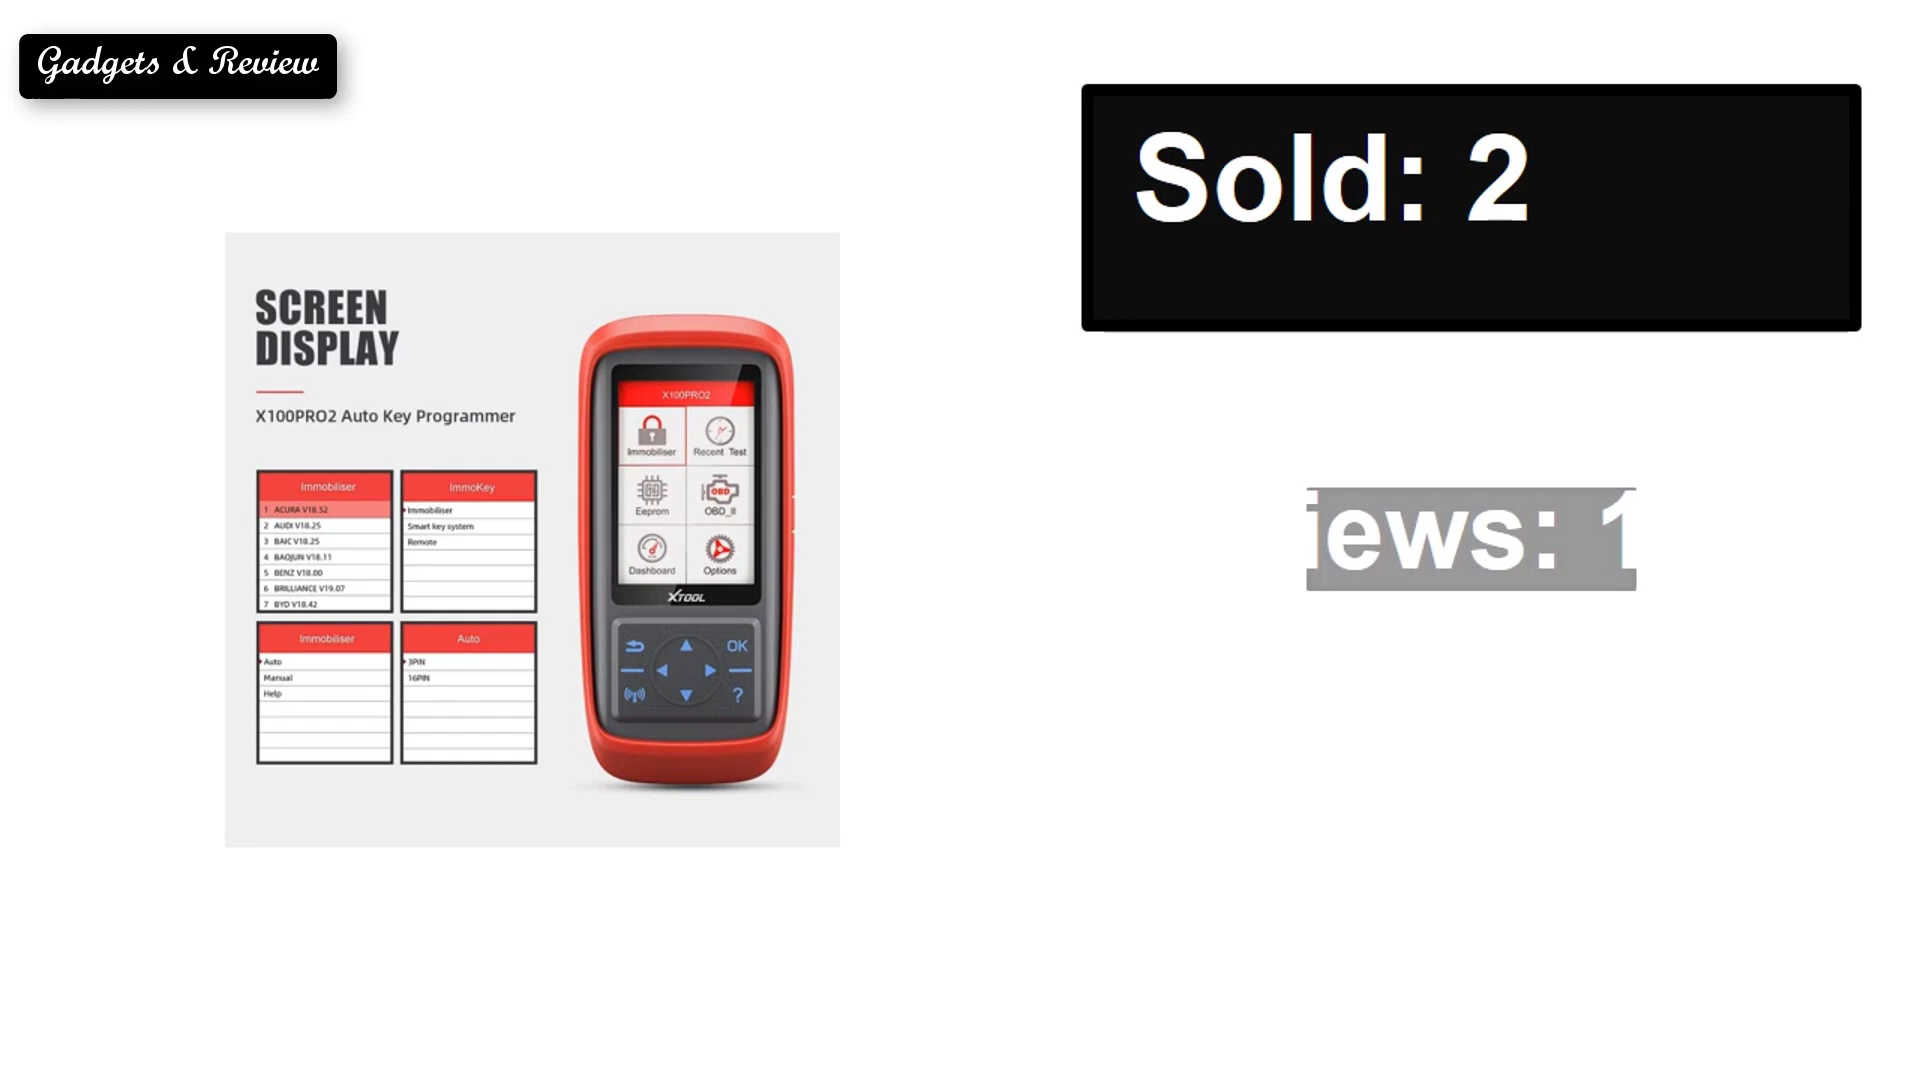 Gadgets & Review
Sold: 2
SCREEN
DISPLAY
X100PRO2 Auto Key Programmer
Immobiliser
1 ACURA V18.52
2 AUDI V18.25
3 BAIC V18.25
4 BAOJUN V18.11
5 BENZ V18.00
6 BRILLIANCE V19.07
7 BYD V18.42
ImmoKey
Immobiliser
Smart key system
Remote
Immobiliser
Auto
Manual
Help
Auto
3PIN
16PIN
X100PRO2
Immobiliser
Recent Test
Eeprom
OBD
OBD_II
Dashboard
Options
XTOOL
OK
?
iews: 1